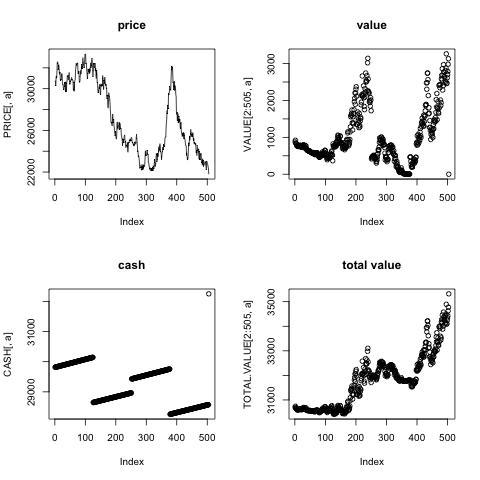 price
value
PRICE[, a]
22000 26000 30000
VALUE[2:505, a]
0 1000 2000 3000
0 100 200 300 400 500
0 100 200 300 400 500
Index
Index
cash
total value
CASH[, a]
29000 31000
TOTAL.VALUE[2:505, a]
31000 33000 35000
0 100 200 300 400 500
0 100 200 300 400 500
Index
Index